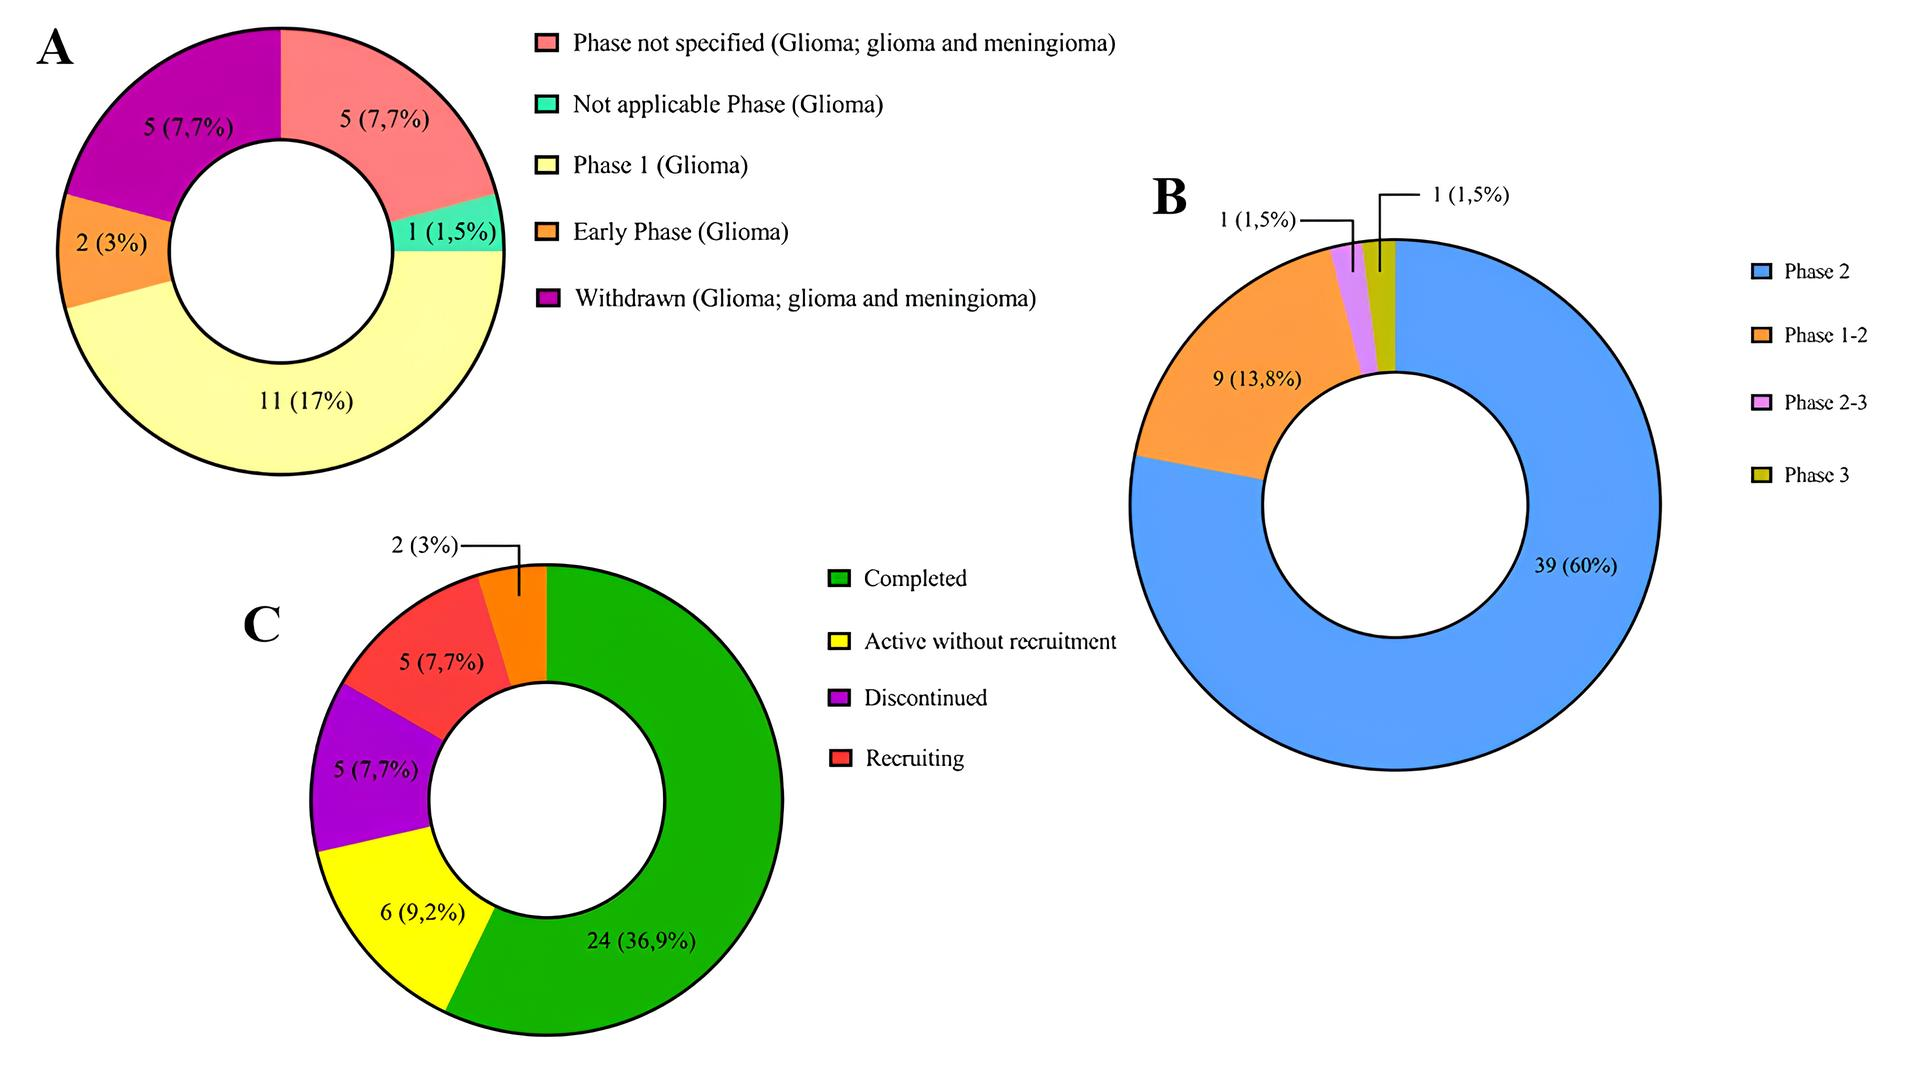 A
5 (7,7%)
5 (7,7%)
1 (1,5%)
2 (3%)
11 (17%)
Phase not specified (Glioma; glioma and meningioma)
Not applicable Phase (Glioma)
Phase 1 (Glioma)
Early Phase (Glioma)
Withdrawn (Glioma; glioma and meningioma)
B
1 (1,5%)
1 (1,5%)
9 (13,8%)
39 (60%)
Phase 2
Phase 1-2
Phase 2-3
Phase 3
C
2 (3%)
5 (7,7%)
5 (7,7%)
6 (9,2%)
24 (36,9%)
Completed
Active without recruitment
Discontinued
Recruiting